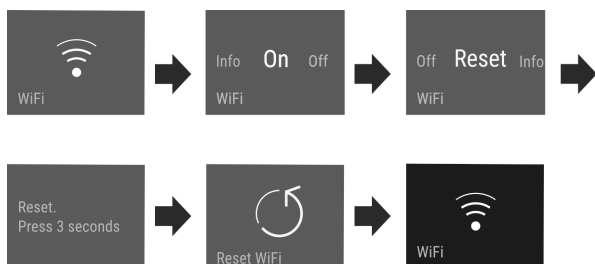 WiFi
Info On Off
WiFi
Off Reset Info
WiFi
Reset.
Press 3 seconds
Reset WiFi
WiFi